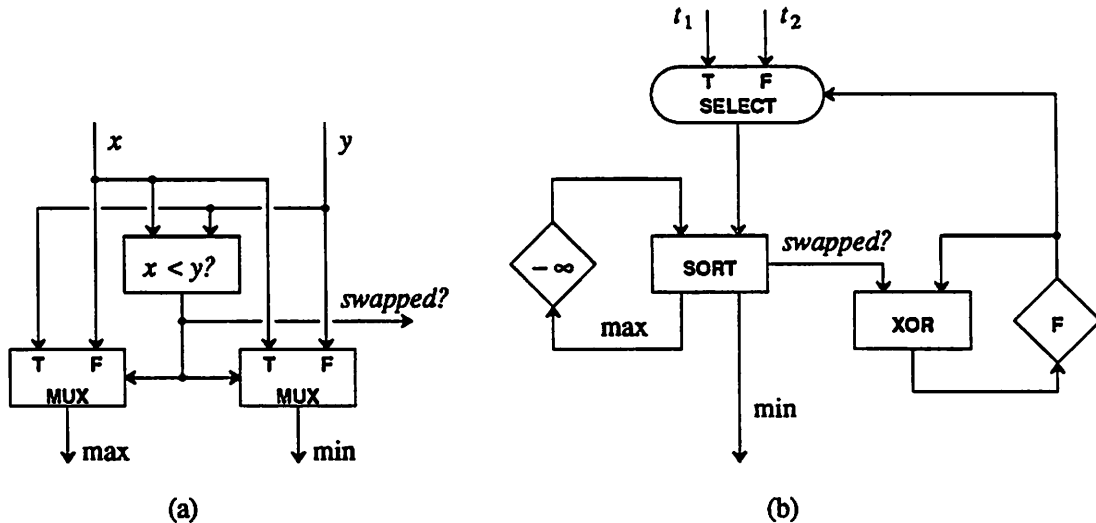 x
y
x < y?
swapped?
T F
MUX
T F
MUX
max
min
(a)
t₁ t₂
T F
SELECT
− ∞
SORT
swapped?
XOR
F
max
min
(b)